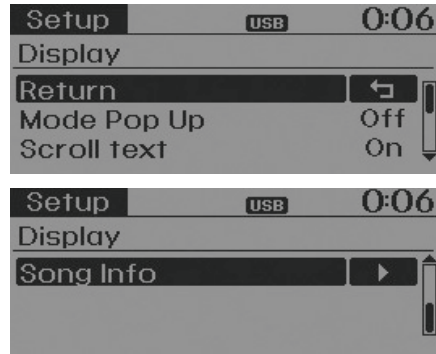 Setup USB 0:06
Display
Return
Mode Pop Up Off
Scroll text On
Setup USB 0:06
Display
Song Info